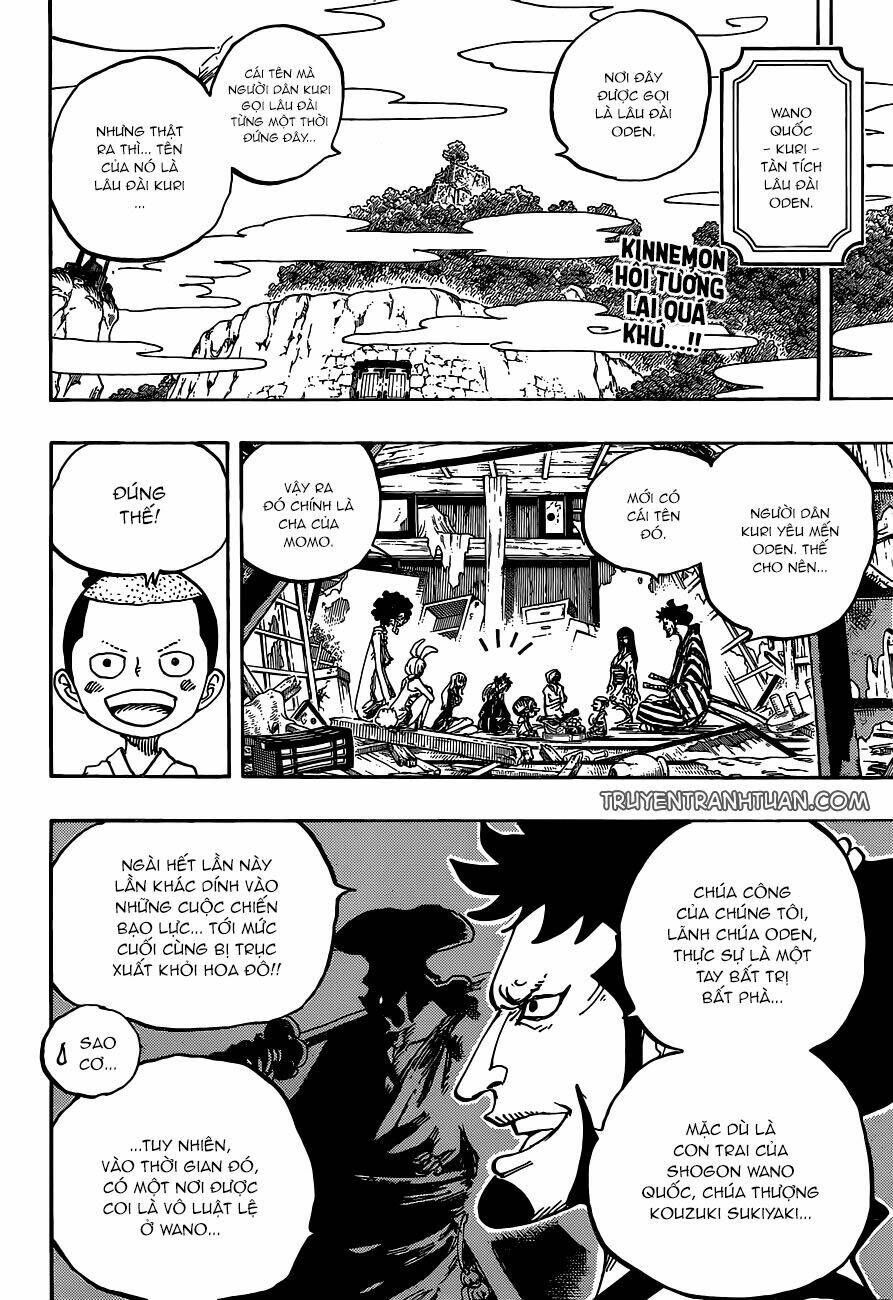 WANO
QUỐC
- KURI -
TÀN TÍCH
LÂU ĐÀI
ODEN.
NƠI ĐÂY
ĐƯỢC GỌI
LÀ LÂU ĐÀI
ODEN.
CÁI TÊN MÀ
NGƯỜI DÂN KURI
GỌI LÂU ĐÀI
TỪNG MỘT THỜI
ĐỨNG ĐÂY...
NHƯNG THẬT
RA THÌ... TÊN
CỦA NÓ LÀ
LÂU ĐÀI KURI
...
KINNEMON
HỒI TƯỞNG
LẠI QUÁ
KHỨ...!!
NGƯỜI DÂN
KURI YÊU MẾN
ODEN. THẾ
CHO NÊN...
MỚI CÓ
CÁI TÊN
ĐÓ.
VẬY RA
ĐÓ CHÍNH LÀ
CHA CỦA
MOMO.
ĐÚNG
THẾ!
TRUYENTRANHTUAN.COM
CHÚA CÔNG
CỦA CHÚNG TÔI,
LÃNH CHÚA ODEN,
THỰC SỰ LÀ MỘT
TAY BẤT TRỊ
BẤT PHÀ...
MẶC DÙ LÀ
CON TRAI CỦA
SHOGON WANO
QUỐC, CHÚA THƯỢNG
KOUZUKI SUKIYAKI...
NGÀI HẾT LẦN NÀY
LẦN KHÁC DÍNH VÀO
NHỮNG CUỘC CHIẾN
BẠO LỰC... TỚI MỨC
CUỐI CÙNG BỊ TRỤC
XUẤT KHỎI HOA ĐÔ!!
SAO
CƠ...
...TUY NHIÊN,
VÀO THỜI GIAN ĐÓ,
CÓ MỘT NƠI ĐƯỢC
COI LÀ VÔ LUẬT LỆ
Ở WANO...